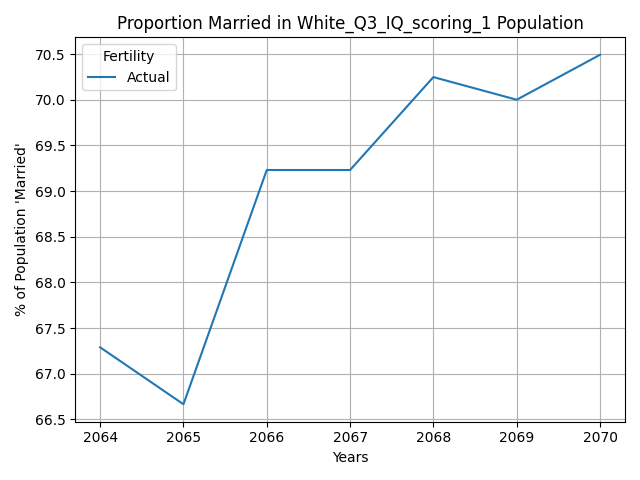 Proportion Married in White_Q3_IQ_scoring_1 Population
Fertility
Actual
% of Population 'Married'
70.5
70.0
69.5
69.0
68.5
68.0
67.5
67.0
66.5
2064 2065 2066 2067 2068 2069 2070
Years